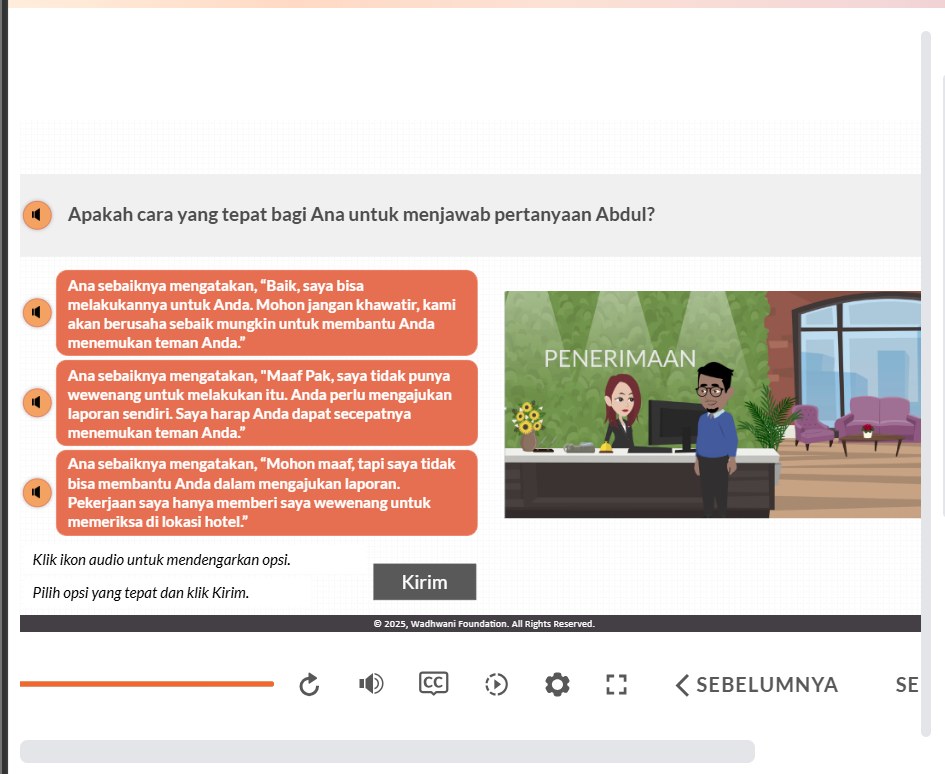 Apakah cara yang tepat bagi Ana untuk menjawab pertanyaan Abdul?
Ana sebaiknya mengatakan, “Baik, saya bisa
melakukannya untuk Anda. Mohon jangan khawatir, kami
akan berusaha sebaik mungkin untuk membantu Anda
menemukan teman Anda.”
Ana sebaiknya mengatakan, "Maaf Pak, saya tidak punya
wewenang untuk melakukan itu. Anda perlu mengajukan
laporan sendiri. Saya harap Anda dapat secepatnya
menemukan teman Anda.”
Ana sebaiknya mengatakan, “Mohon maaf, tapi saya tidak
bisa membantu Anda dalam mengajukan laporan.
Pekerjaan saya hanya memberi saya wewenang untuk
memeriksa di lokasi hotel.”
PENERIMAAN
Klik ikon audio untuk mendengarkan opsi.
Pilih opsi yang tepat dan klik Kirim.
Kirim
© 2025, Wadhwani Foundation. All Rights Reserved.
CC
SEBELUMNYA
SE